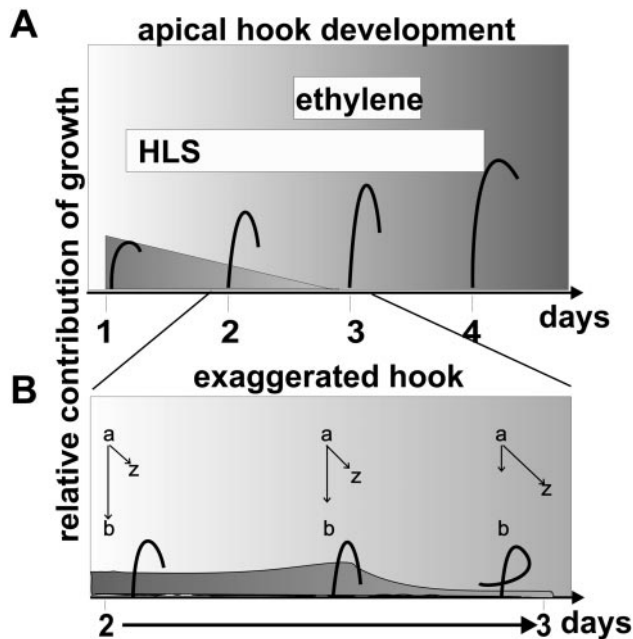 A
apical hook development
ethylene
HLS
relative contribution of growth
1 2 3 4 days
B
exaggerated hook
a a a
z z z
b b b
2 3 days